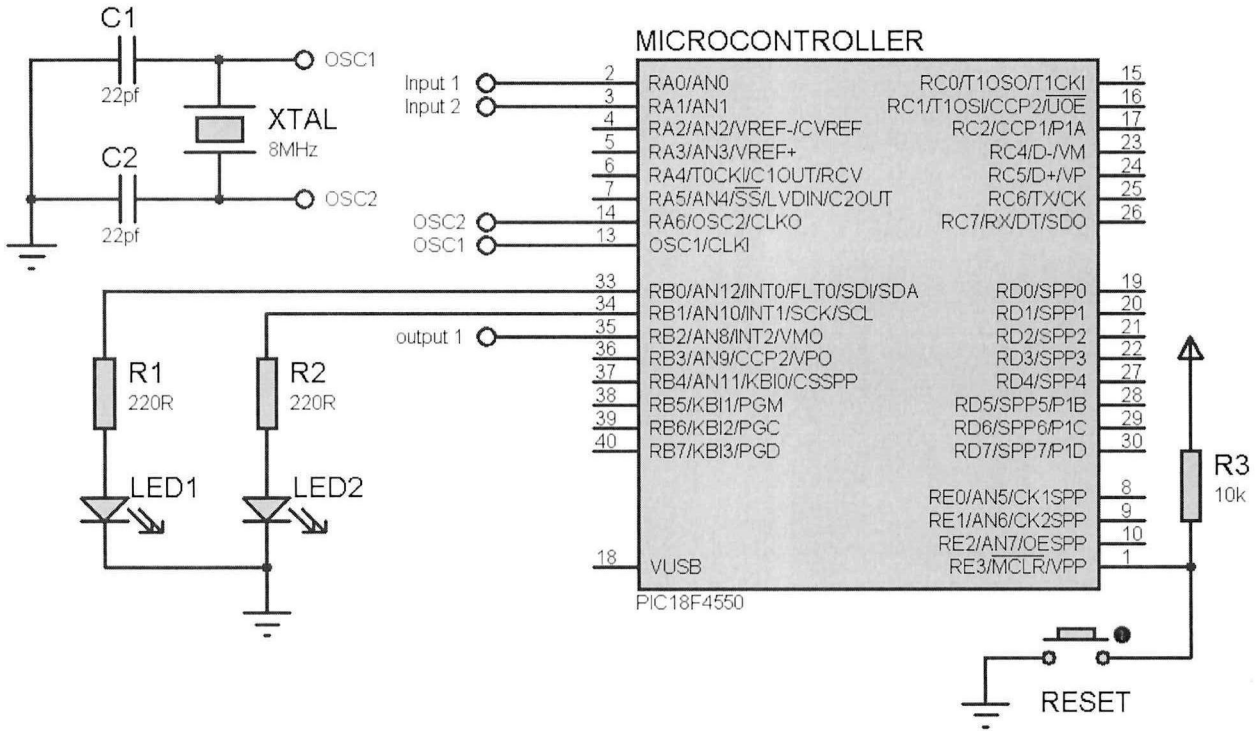 C1
22pf
OSC1
XTAL
8MHz
C2
22pf
OSC2
MICROCONTROLLER
Input 1
Input 2
2
3
4
5
6
7
14
13
RA0/AN0
RA1/AN1
RA2/AN2/VREF-/CVREF
RA3/AN3/VREF+
RA4/T0CKI/C1OUT/RCV
RA5/AN4/SS/LVDIN/C2OUT
RA6/OSC2/CLKO
OSC1/CLKI
OSC2
OSC1
RC0/T1OSO/T1CKI
RC1/T1OSI/CCP2/UOE
RC2/CCP1/P1A
RC4/D-/VM
RC5/D+/VP
RC6/TX/CK
RC7/RX/DT/SDO
15
16
17
23
24
25
26
33
34
35
36
37
38
39
40
output 1
RB0/AN12/INT0/FLT0/SDI/SDA
RB1/AN10/INT1/SCK/SCL
RB2/AN8/INT2/VMO
RB3/AN9/CCP2/VPO
RB4/AN11/KBI0/CSSPP
RB5/KBI1/PGM
RB6/KBI2/PGC
RB7/KBI3/PGD
RD0/SPP0
RD1/SPP1
RD2/SPP2
RD3/SPP3
RD4/SPP4
RD5/SPP5/P1B
RD6/SPP6/P1C
RD7/SPP7/P1D
19
20
21
22
27
28
29
30
R1
220R
R2
220R
LED1
LED2
R3
10k
RE0/AN5/CK1SPP
RE1/AN6/CK2SPP
RE2/AN7/OESPP
RE3/MCLR/VPP
8
9
10
1
18
VUSB
PIC18F4550
RESET